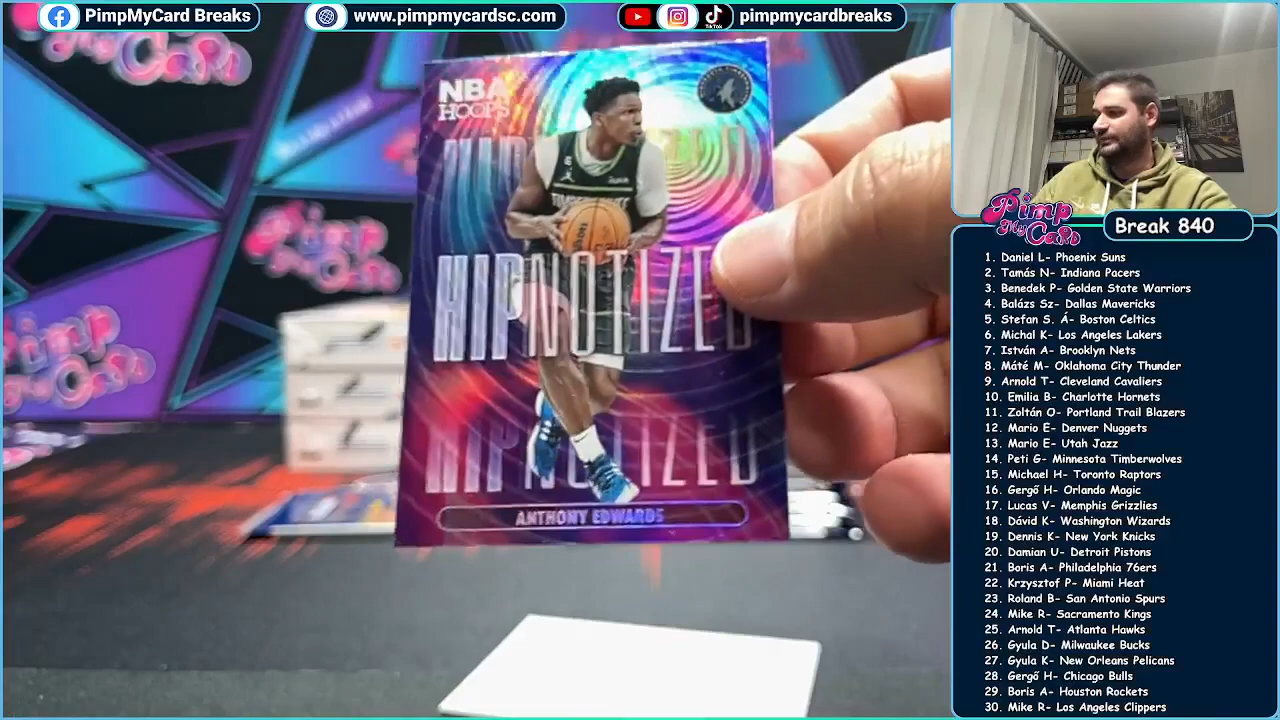 PimpMyCard Breaks
www.pimpmycardsc.com
pimpmycardbreaks
TikTok
NBA
HOOPS
HIPNOTIZED
HIPNOTIZED
ANTHONY EDWARDS
Pimp
My Card
Break 840
1. Daniel L- Phoenix Suns
2. Tamás N- Indiana Pacers
3. Benedek P- Golden State Warriors
4. Balázs Sz- Dallas Mavericks
5. Stefan S. Á- Boston Celtics
6. Michal K- Los Angeles Lakers
7. István A- Brooklyn Nets
8. Máté M- Oklahoma City Thunder
9. Arnold T- Cleveland Cavaliers
10. Emilia B- Charlotte Hornets
11. Zoltán O- Portland Trail Blazers
12. Mario E- Denver Nuggets
13. Mario E- Utah Jazz
14. Peti G- Minnesota Timberwolves
15. Michael H- Toronto Raptors
16. Gergő H- Orlando Magic
17. Lucas V- Memphis Grizzlies
18. Dávid K- Washington Wizards
19. Dennis K- New York Knicks
20. Damian U- Detroit Pistons
21. Boris A- Philadelphia 76ers
22. Krzysztof P- Miami Heat
23. Roland B- San Antonio Spurs
24. Mike R- Sacramento Kings
25. Arnold T- Atlanta Hawks
26. Gyula D- Milwaukee Bucks
27. Gyula K- New Orleans Pelicans
28. Gergő H- Chicago Bulls
29. Boris A- Houston Rockets
30. Mike R- Los Angeles Clippers